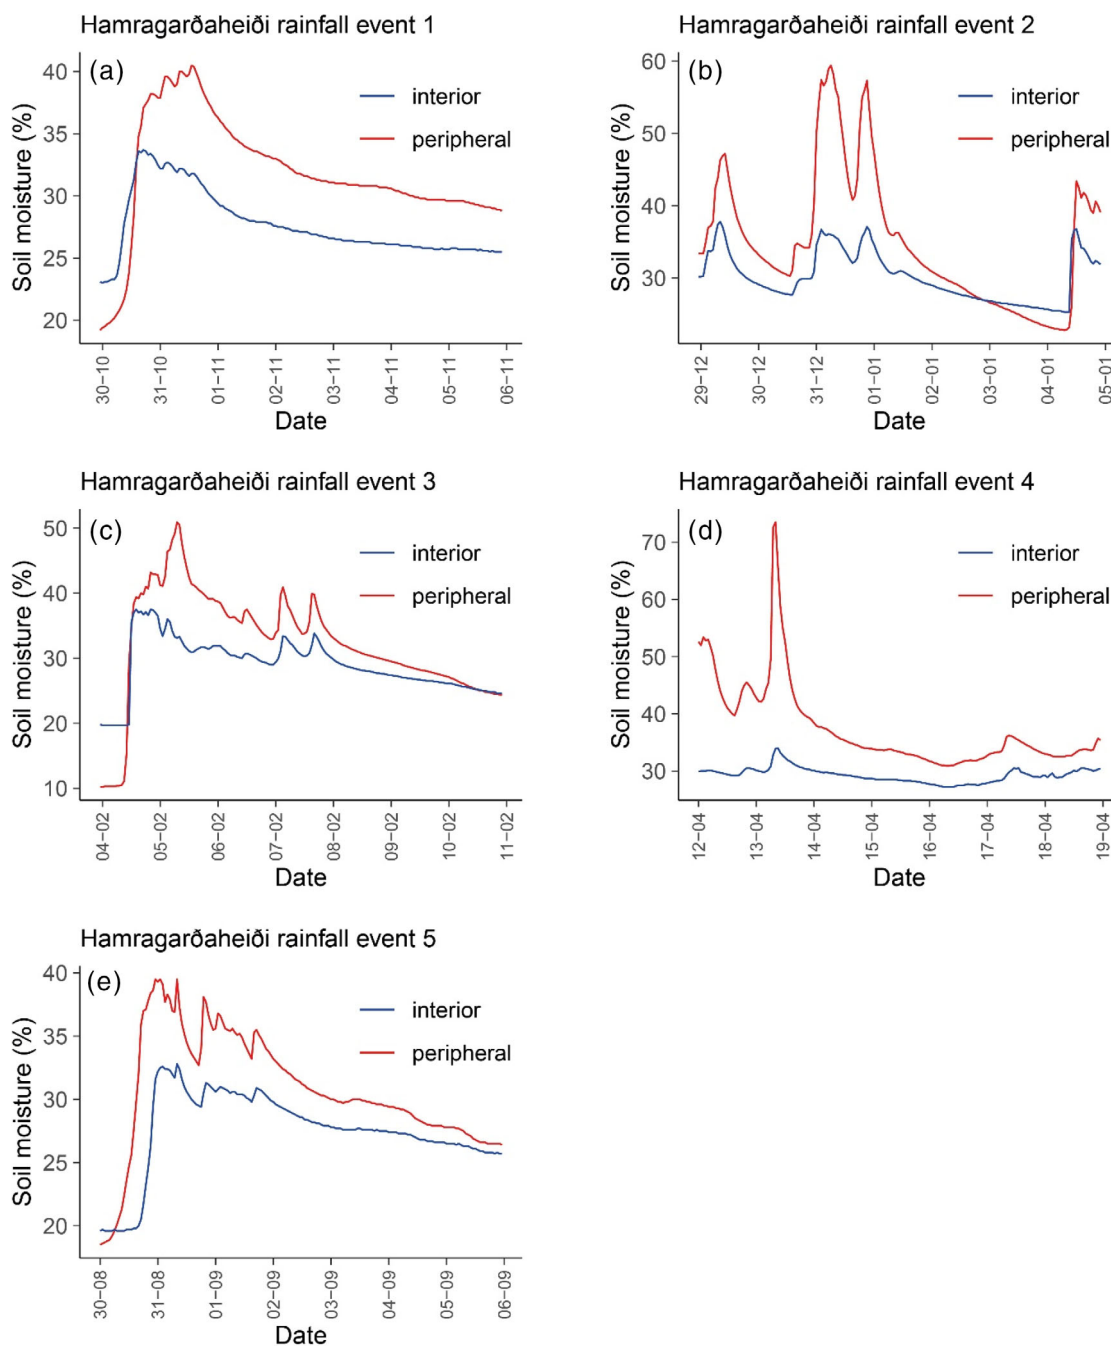 Hamragarðaheiði rainfall event 1
(a)
interior
peripheral
Soil moisture (%)
40
35
30
25
20
30-10
31-10
01-11
02-11
03-11
04-11
05-11
06-11
Date
Hamragarðaheiði rainfall event 2
(b)
interior
peripheral
Soil moisture (%)
60
50
40
30
29-12
30-12
31-12
01-01
02-01
03-01
04-01
05-01
Date
Hamragarðaheiði rainfall event 3
(c)
interior
peripheral
Soil moisture (%)
50
40
30
20
10
04-02
05-02
06-02
07-02
08-02
09-02
10-02
11-02
Date
Hamragarðaheiði rainfall event 4
(d)
interior
peripheral
Soil moisture (%)
70
60
50
40
30
12-04
13-04
14-04
15-04
16-04
17-04
18-04
19-04
Date
Hamragarðaheiði rainfall event 5
(e)
interior
peripheral
Soil moisture (%)
40
35
30
25
20
30-08
31-08
01-09
02-09
03-09
04-09
05-09
06-09
Date